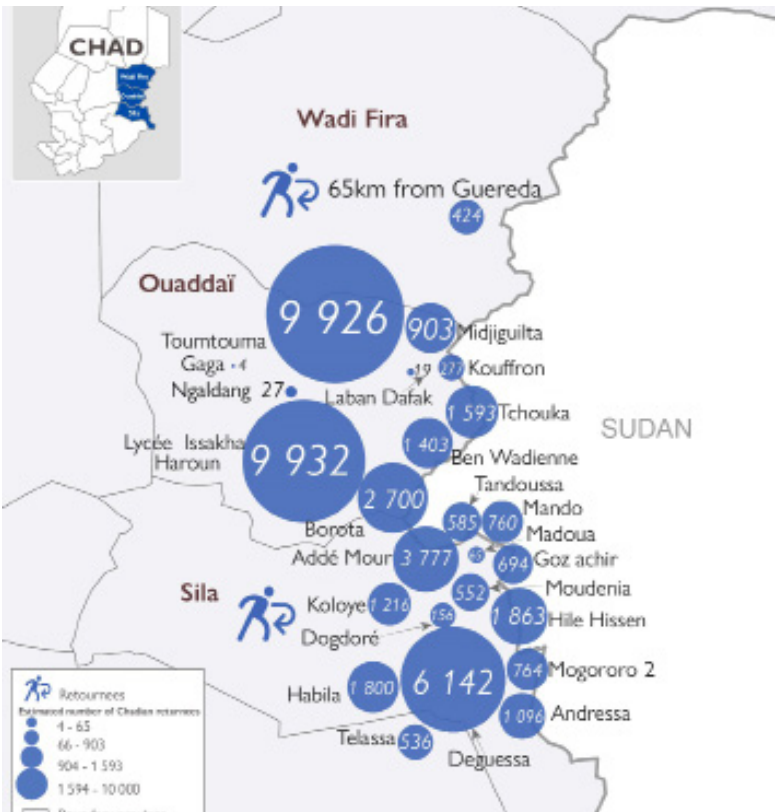 CHAD
Wadi Fira
Ouaddaï
Sila
Wadi Fira
65km from Guereda
424
Ouaddaï
9 926
903
Midjiguilta
Toumtouma
Gaga
4
19
277
Kouffron
Ngaldang
27
Laban Dafak
1 593
Tchouka
SUDAN
Lycée Issakha
Haroun
9 932
1 403
Ben Wadienne
Tandoussa
2 700
Mando
585
760
Madoua
Borota
Addé Mour
3 777
Goz achir
694
Sila
552
Moudenia
Koloye
1 216
156
1 863
Hile Hissen
Dogdoré
764
Mogororo 2
Habila
1 800
6 142
1 096
Andressa
Telassa
536
Deguessa
Retournees
Estimated number of Chadian returnees
4 - 65
66 - 903
904 - 1 593
1 594 - 10 000